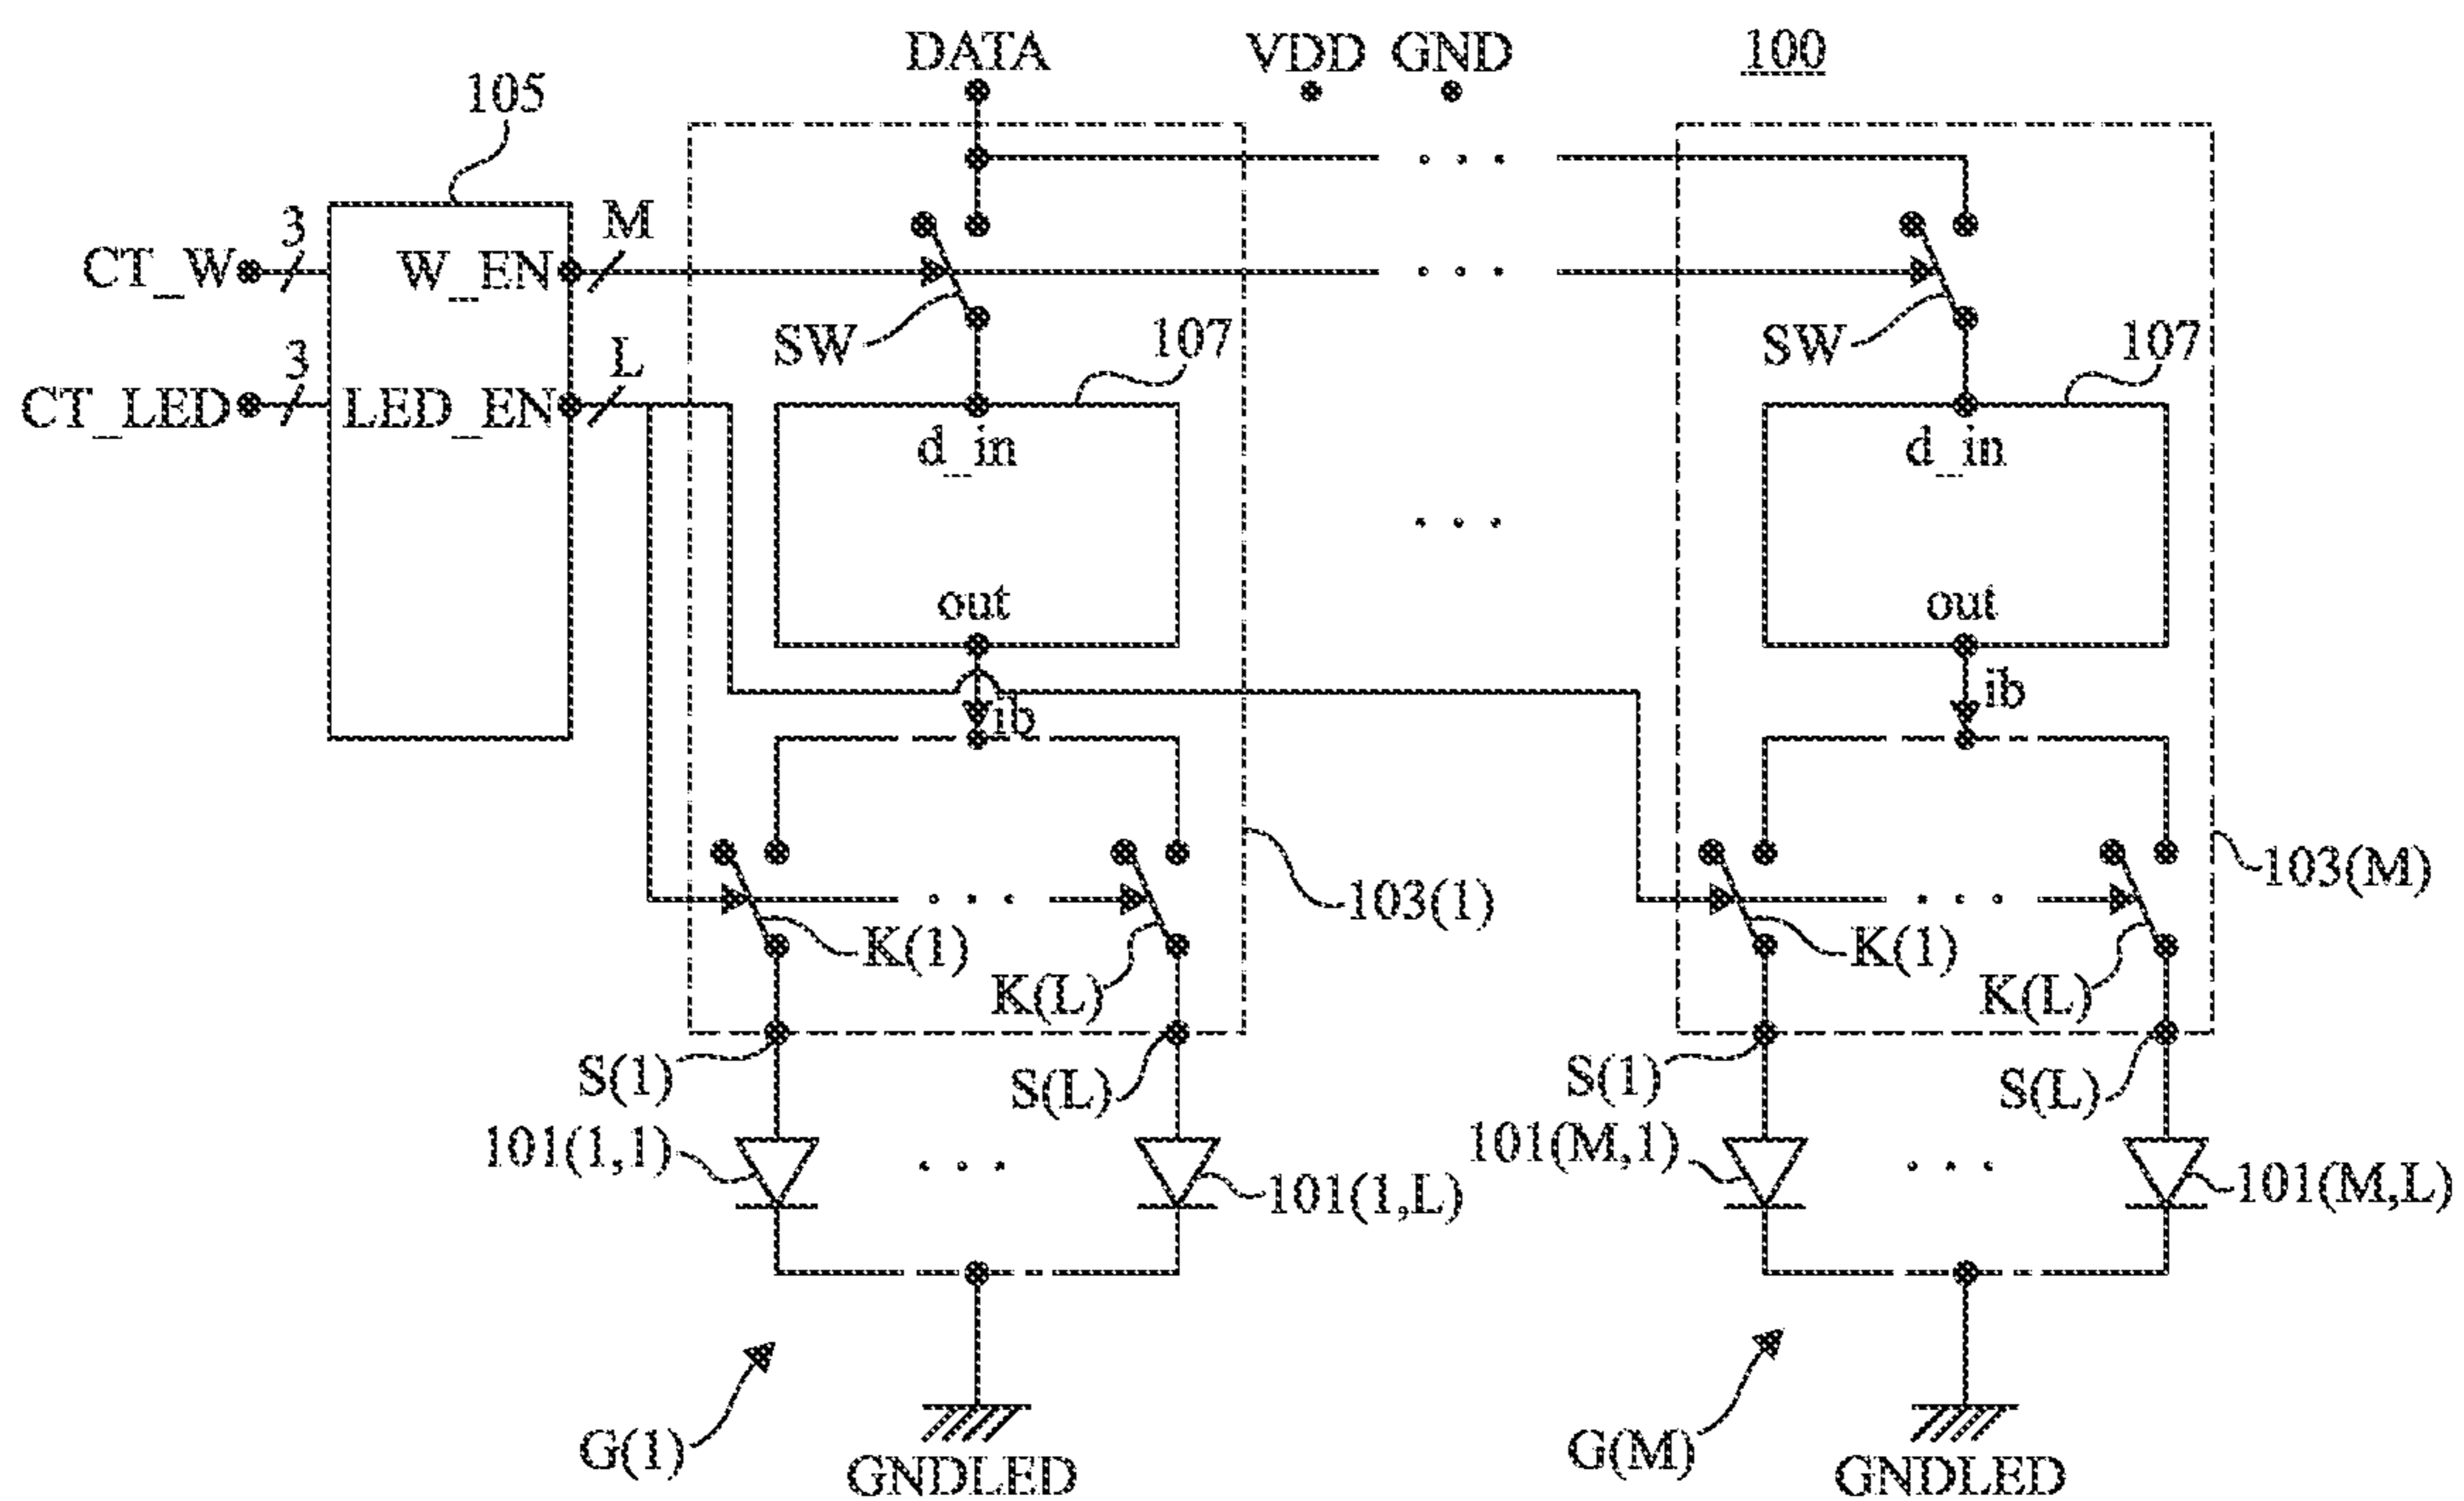 DATA VDD GND 100
105
CT_W 3 W_EN M
SW SW
107 107
CT_LED 3 LED_EN L
d_in d_in
out out
ib ib
103(1) 103(M)
K(1) K(L) K(1) K(L)
S(1) S(L) S(1) S(L)
101(1,1) 101(1,L) 101(M,1) 101(M,L)
G(1) G(M)
GNDLED GNDLED